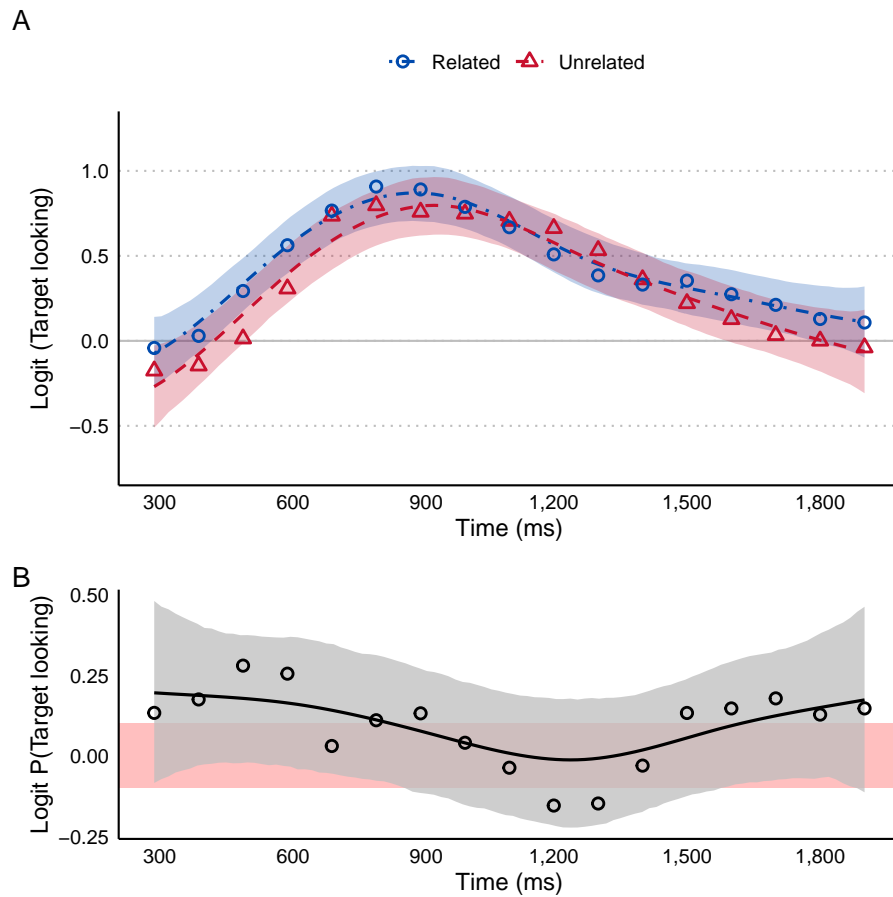 A
Related Unrelated
Logit (Target looking)
1.0
0.5
0.0
−0.5
300 600 900 1,200 1,500 1,800
Time (ms)
B
Logit P(Target looking)
0.50
0.25
0.00
−0.25
300 600 900 1,200 1,500 1,800
Time (ms)